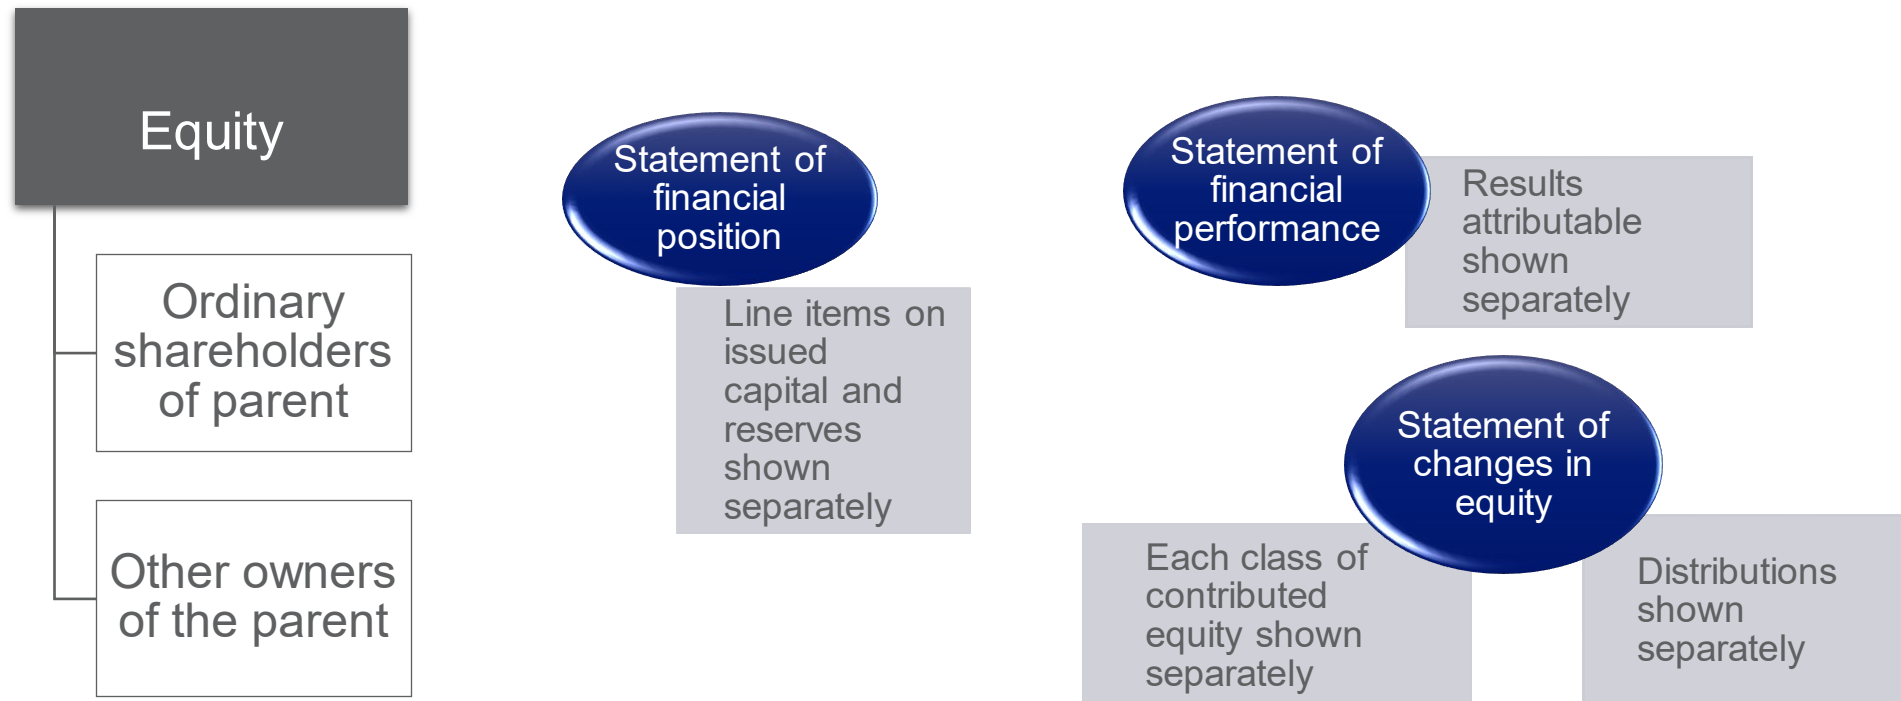 Equity
Ordinary
shareholders
of parent
Other owners
of the parent
Statement of
financial
position
Line items on
issued
capital and
reserves
shown
separately
Statement of
financial
performance
Results
attributable
shown
separately
Statement of
changes in
equity
Each class of
contributed
equity shown
separately
Distributions
shown
separately